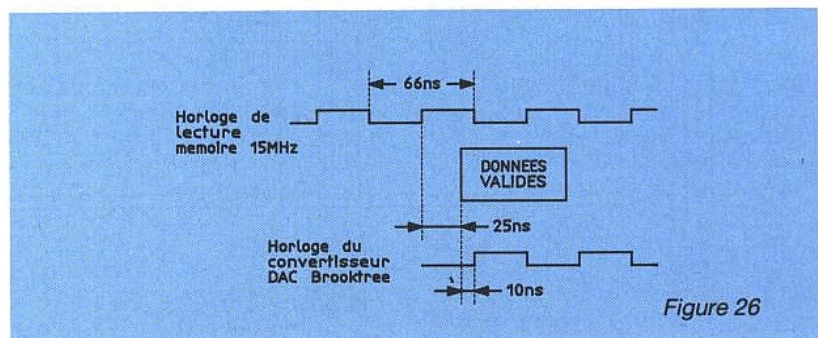 66ns
Horloge de
lecture
memoire 15MHz
DONNEES
VALIDES
25ns
Horloge du
convertisseur
DAC Brooktree
10ns
Figure 26